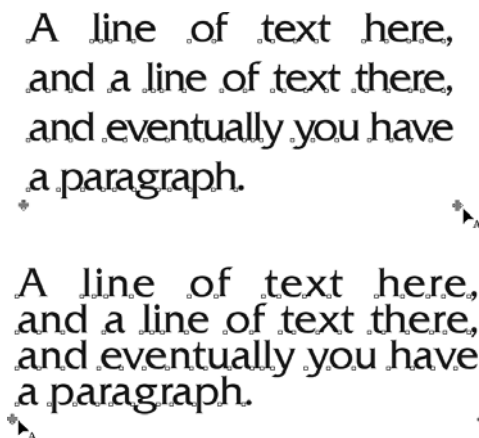 A line of text here,
and a line of text there,
and eventually you have
a paragraph.
A line of text here,
and a line of text there,
and eventually you have
a paragraph.